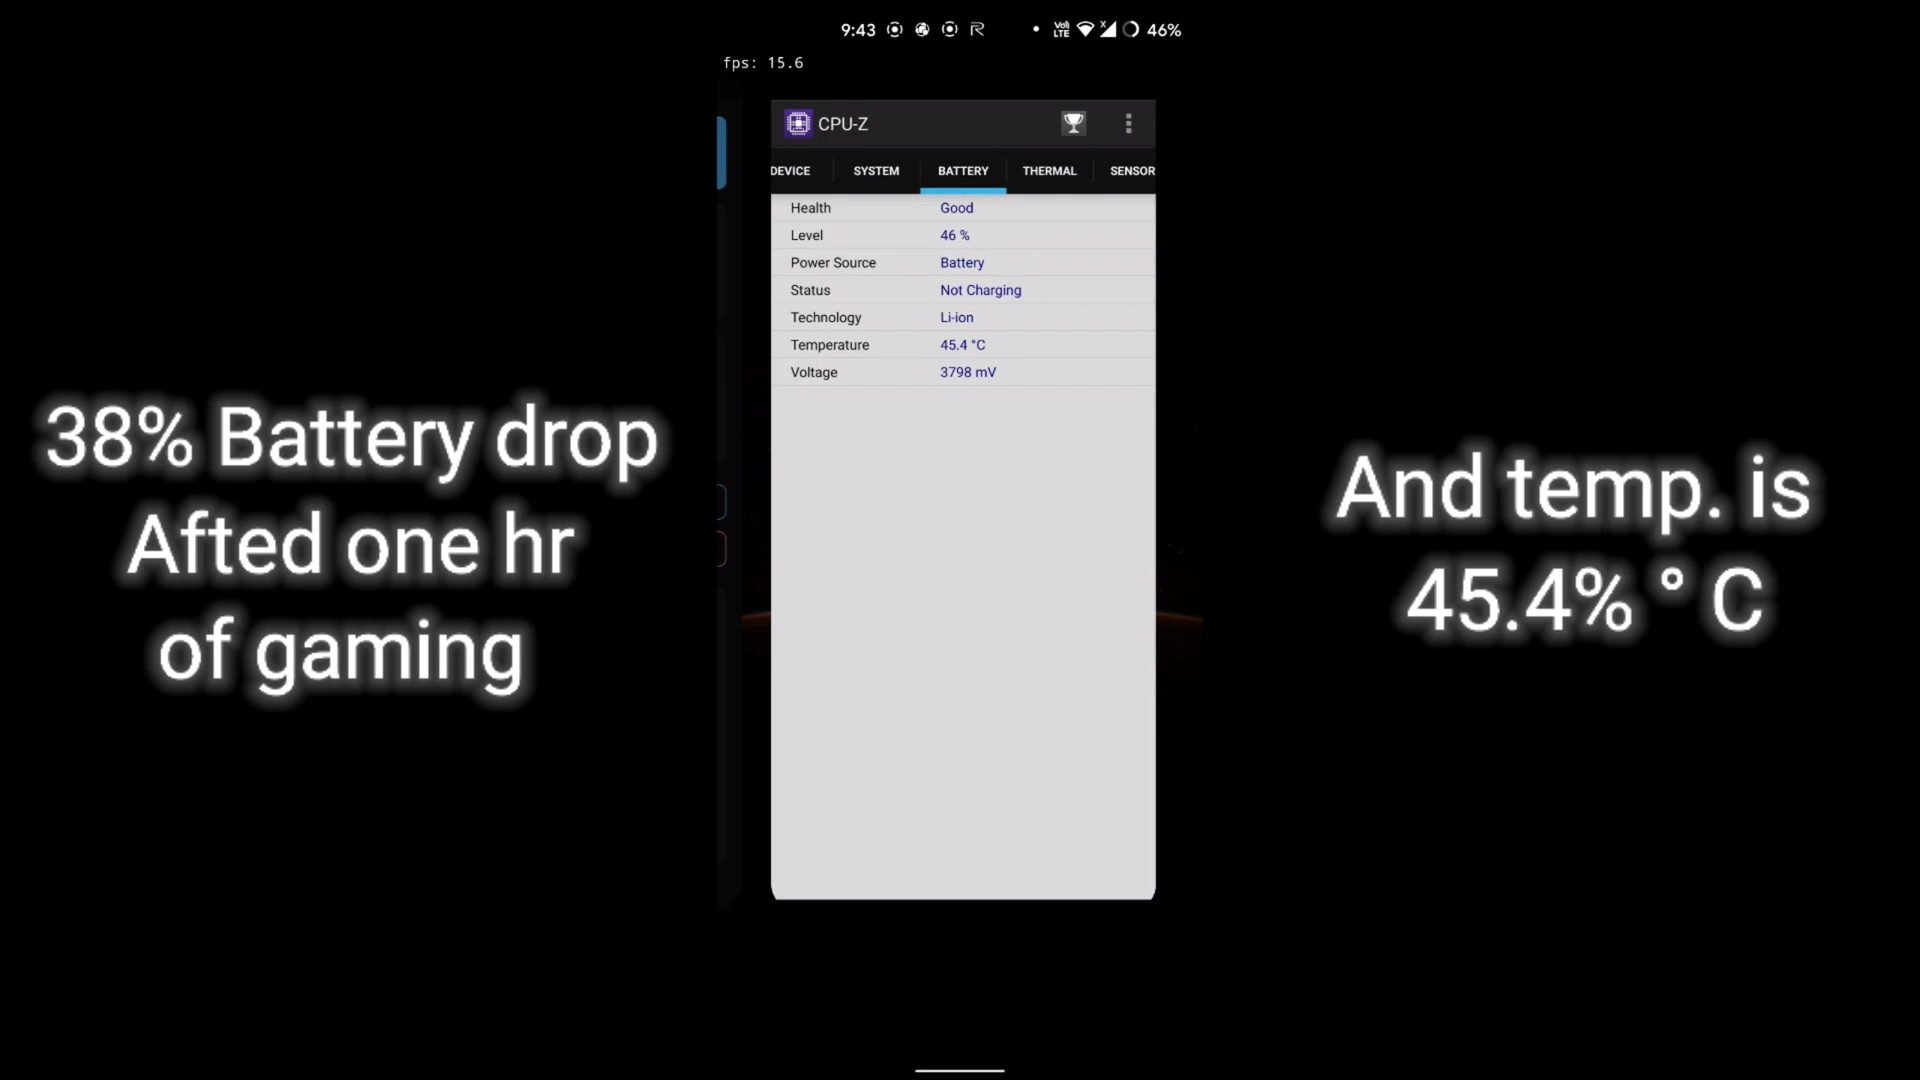 9:43
Vo)) LTE
46%
fps: 15.6
CPU-Z
DEVICE SYSTEM BATTERY THERMAL SENSOR
Health Good
Level 46 %
Power Source Battery
Status Not Charging
Technology Li-ion
Temperature 45.4 °C
Voltage 3798 mV
38% Battery drop
Afted one hr
of gaming
And temp. is
45.4% ° C